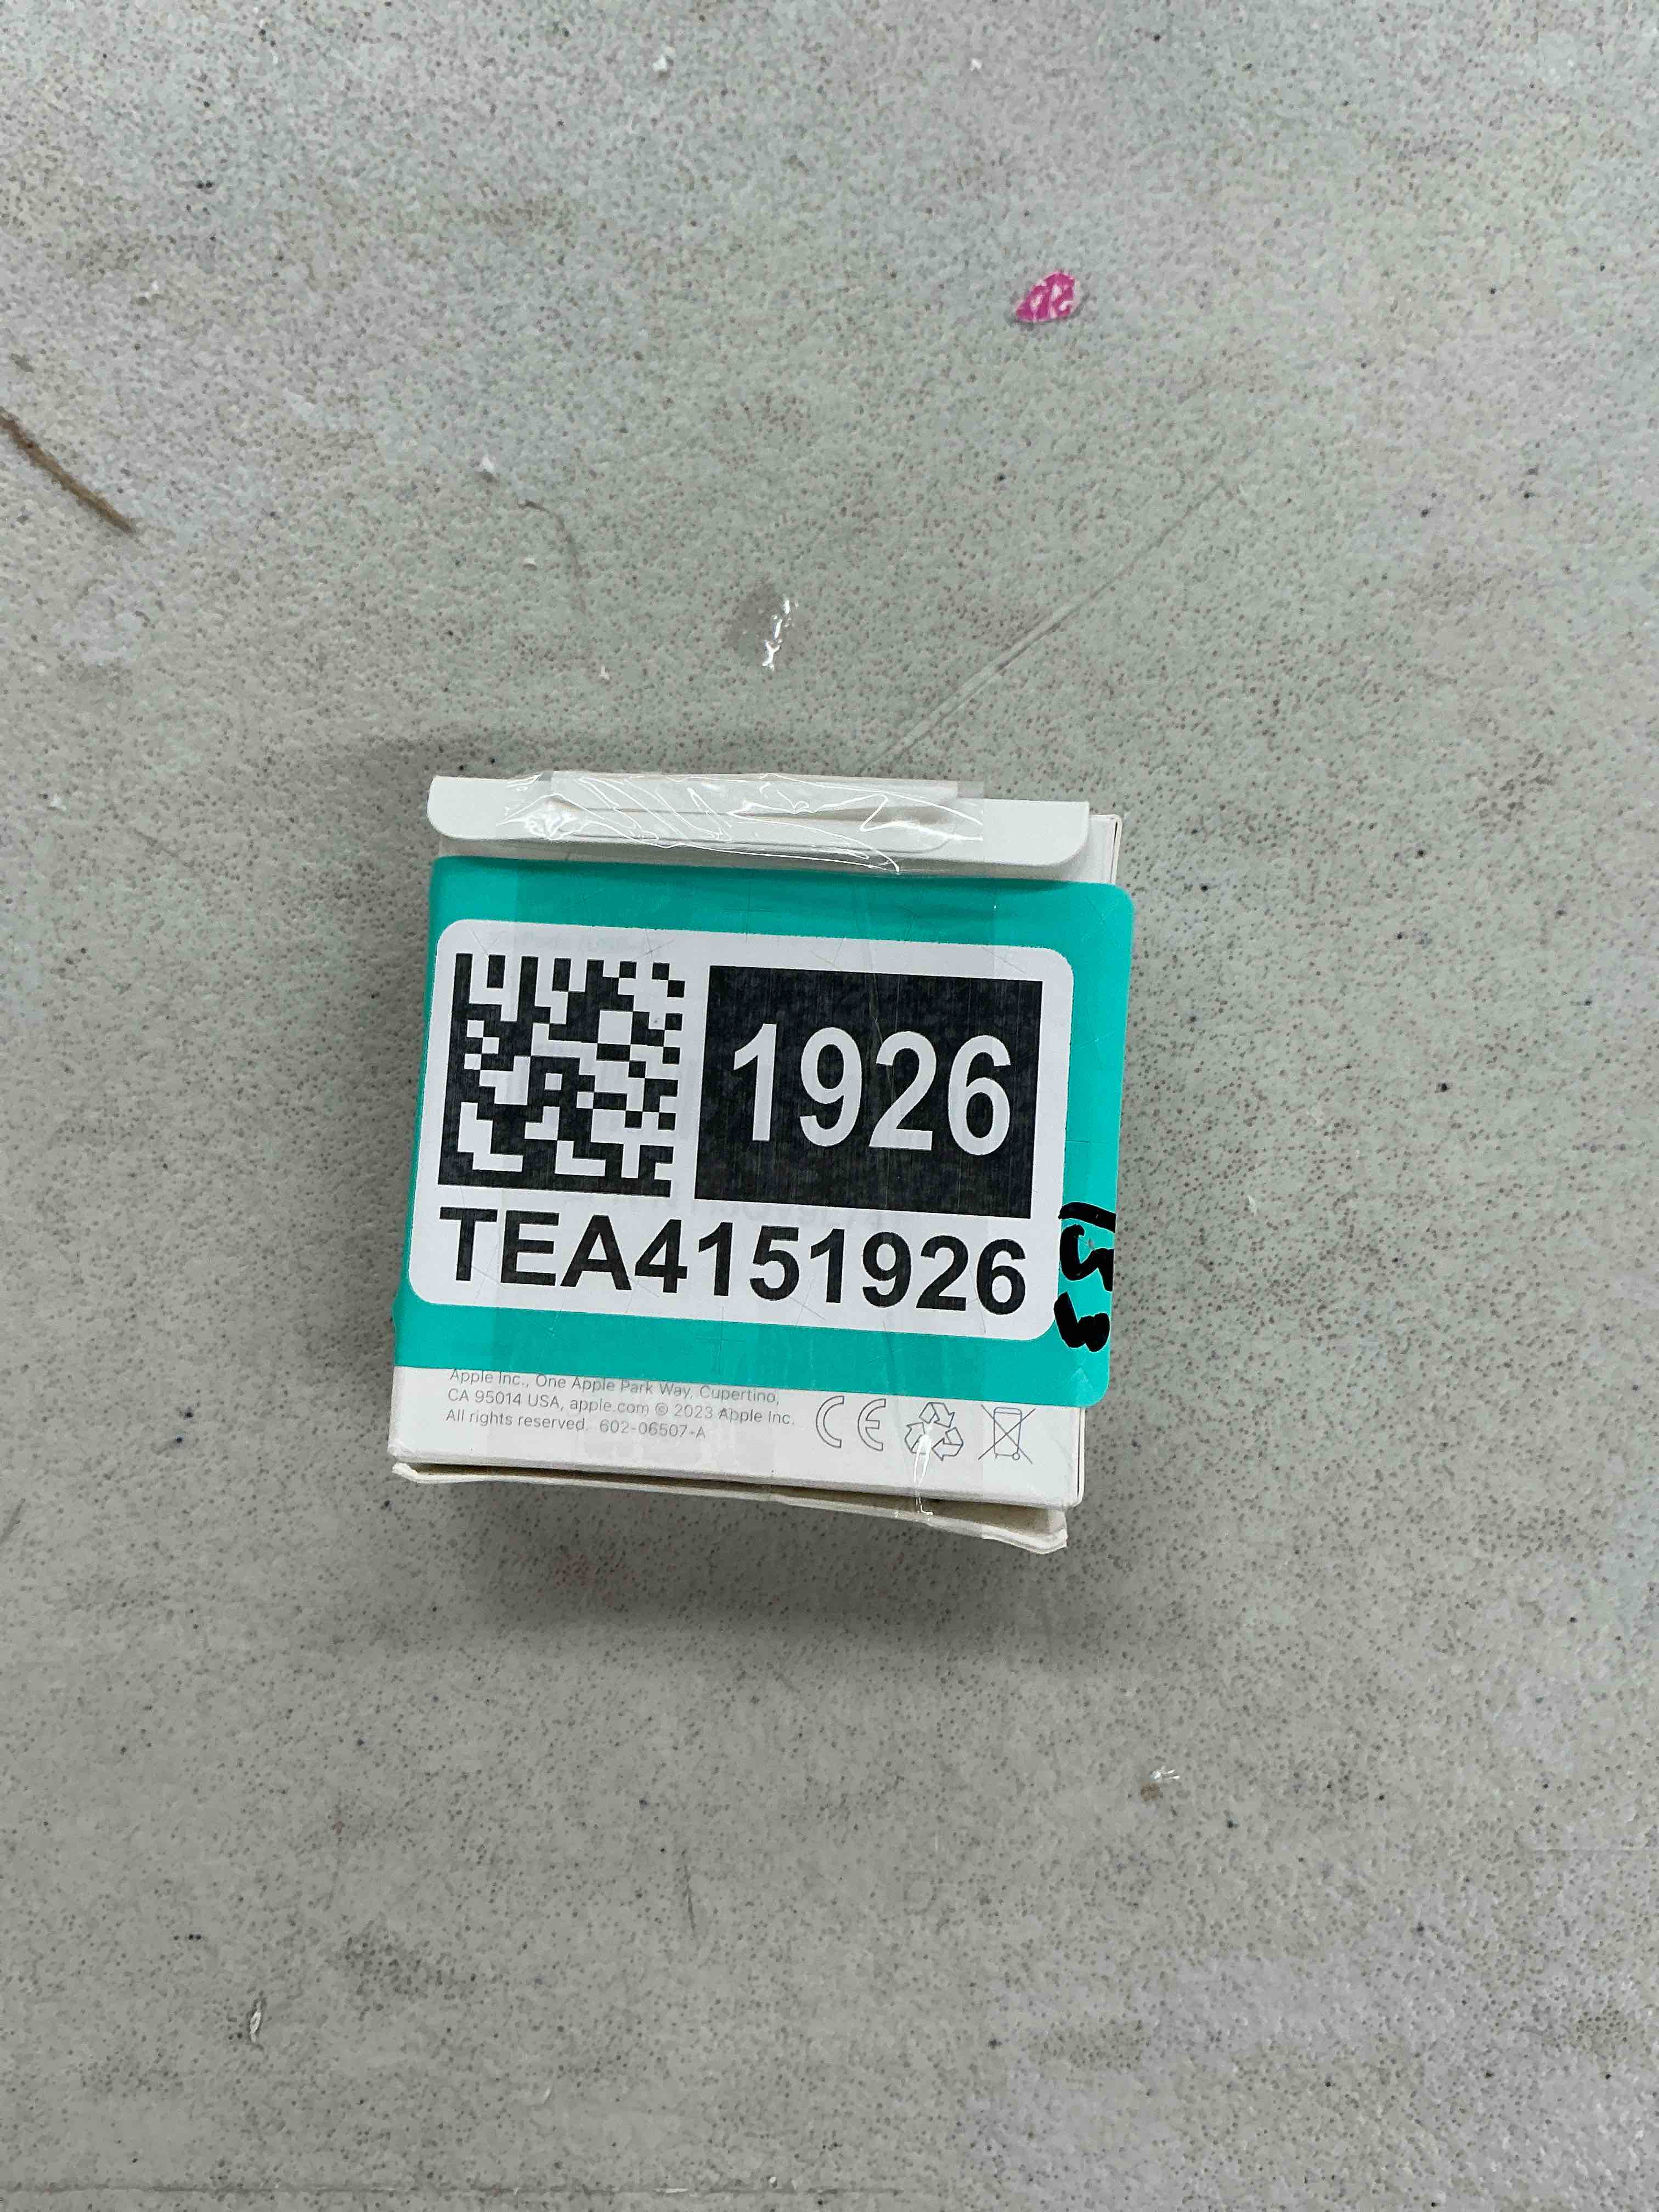 1926
TEA4151926
Apple Inc., One Apple Park Way, Cupertino,
CA 95014 USA, apple.com © 2023 Apple Inc.
All rights reserved. 602-06507-A
CE